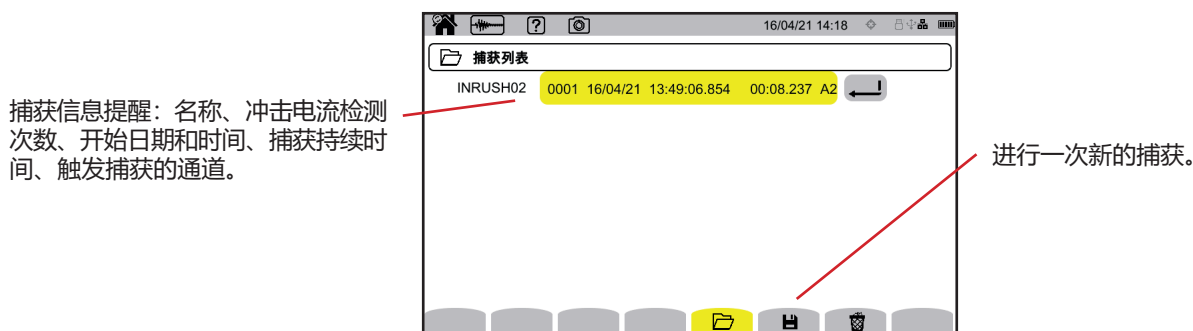 16/04/21 14:18
捕获列表
INRUSH02 0001 16/04/21 13:49:06.854 00:08.237 A2
捕获信息提醒：名称、冲击电流检测
次数、开始日期和时间、捕获持续时
间、触发捕获的通道。
进行一次新的捕获。